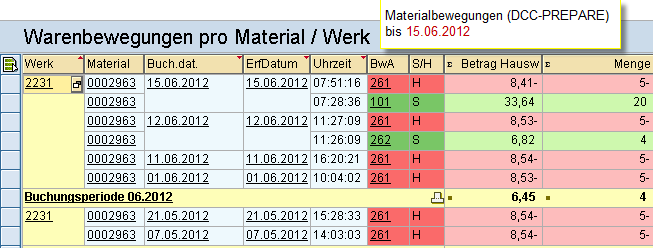 Materialbewegungen (DCC-PREPARE)
bis 15.06.2012
Warenbewegungen pro Material / Werk
Werk Material Buch.dat. ErfDatum Uhrzeit BwA S/H Σ Betrag Hausw Σ Menge
2231 0002963 15.06.2012 15.06.2012 07:51:16 261 H 8,41- 5-
0002963 07:28:36 101 S 33,64 20
0002963 12.06.2012 12.06.2012 11:27:09 261 H 8,53- 5-
0002963 11:26:09 262 S 6,82 4
0002963 11.06.2012 11.06.2012 16:20:21 261 H 8,54- 5-
0002963 01.06.2012 01.06.2012 10:04:02 261 H 8,53- 5-
Buchungsperiode 06.2012 6,45 4
2231 0002963 21.05.2012 21.05.2012 15:28:33 261 H 8,54- 5-
0002963 07.05.2012 07.05.2012 14:03:03 261 H 8,54- 5-